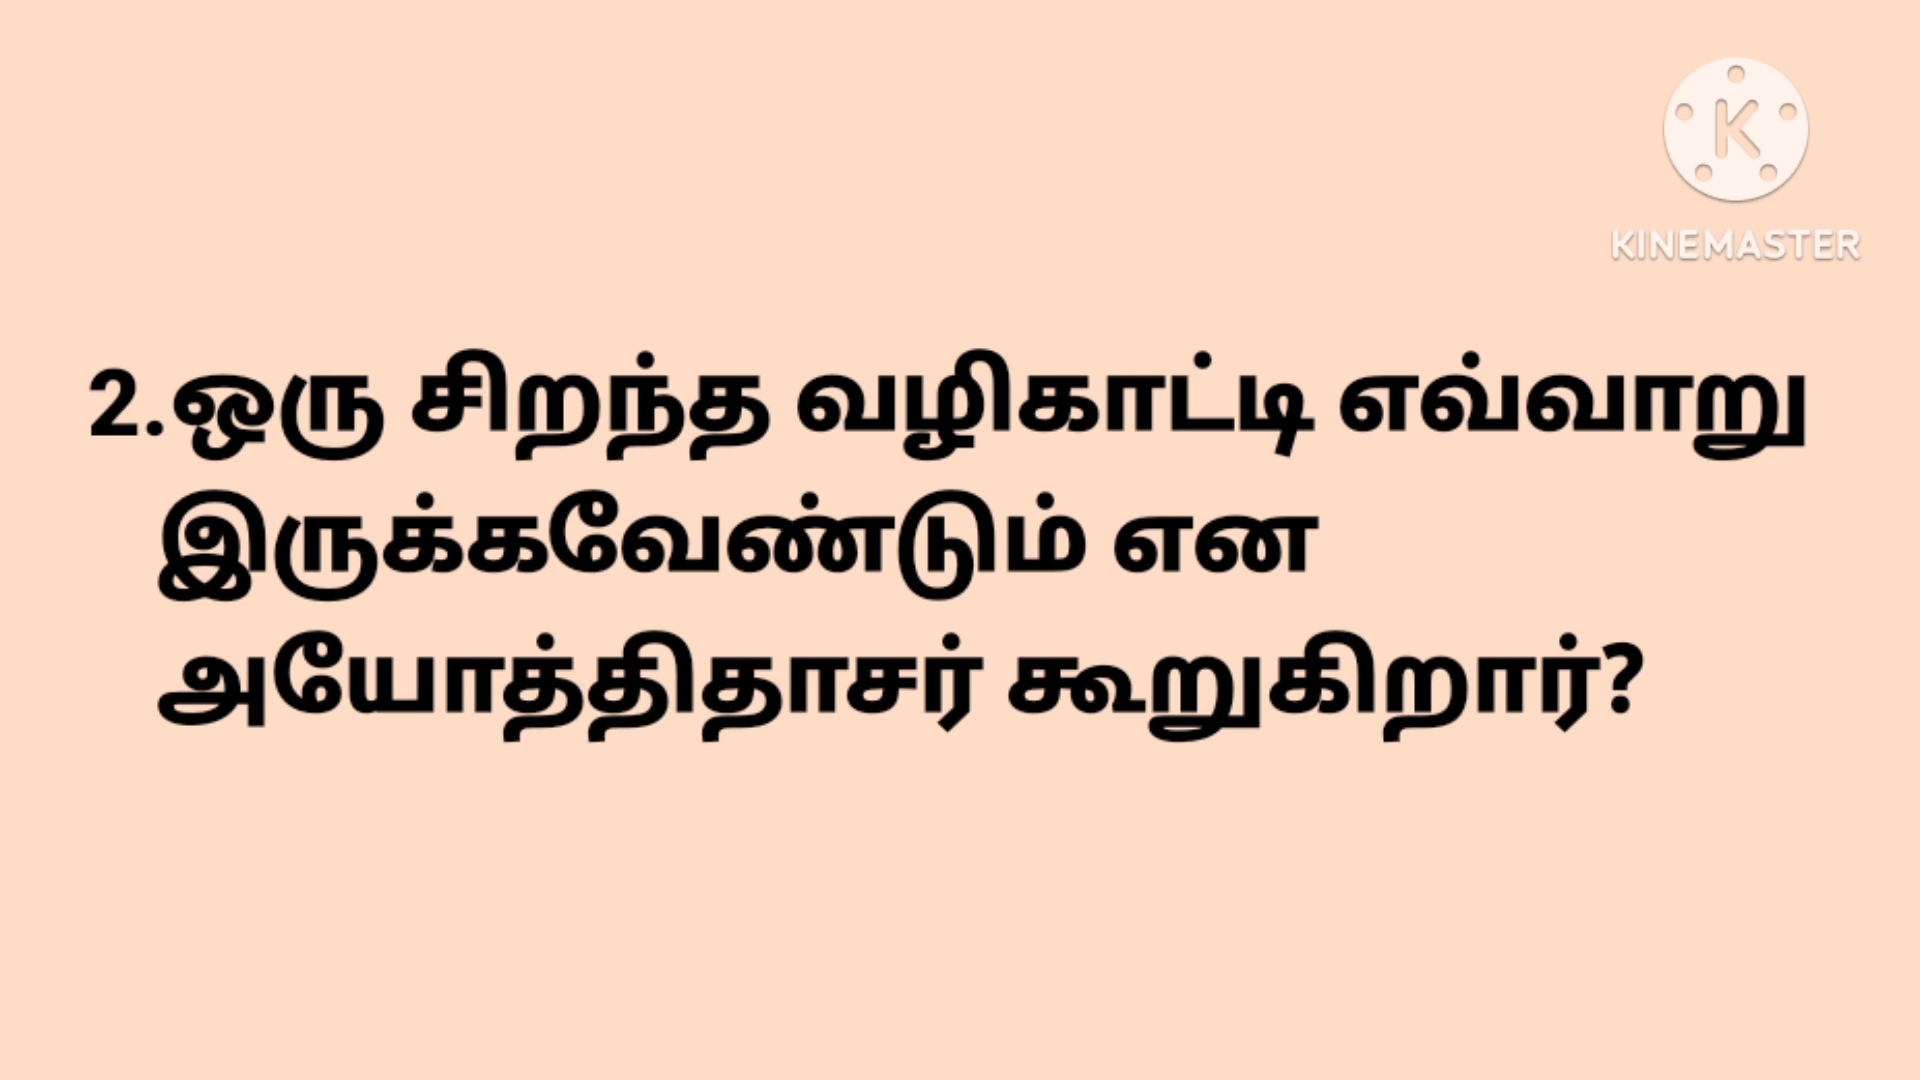 KINEMASTER
2.ஒரு சிறந்த வழிகாட்டி எவ்வாறு
இருக்கவேண்டும் என
அயோத்திதாசர் கூறுகிறார்?